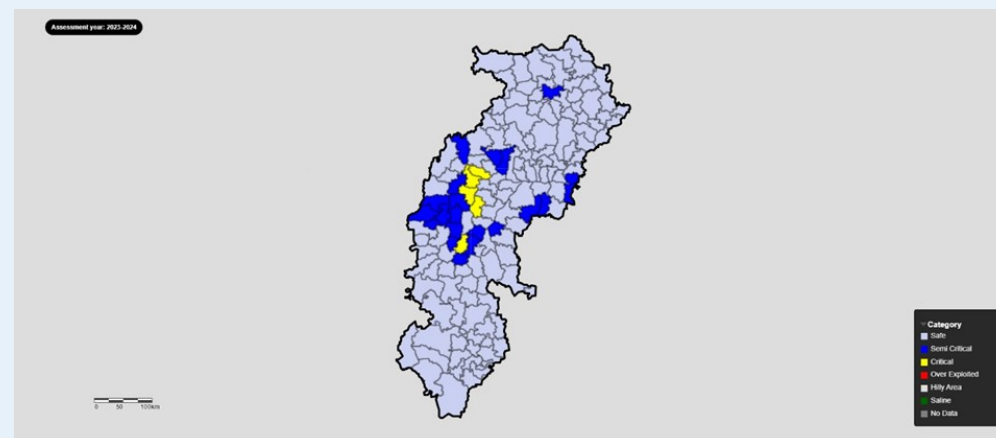 Assessment year: 2023-2024
Category
Safe
Semi Critical
Critical
Over Exploited
Hilly Area
Saline
No Data
0 50 100km